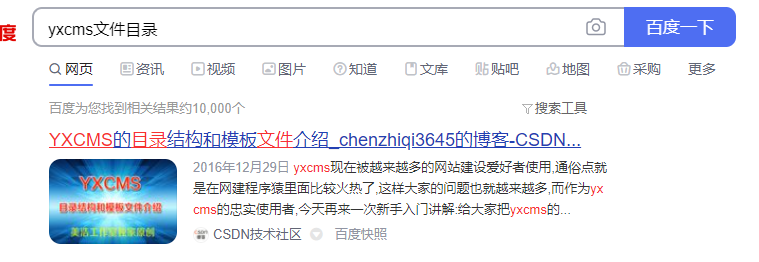 度
yxcms文件目录
百度一下
网页 资讯 视频 图片 知道 文库 贴吧 地图 采购 更多
百度为您找到相关结果约10,000个
搜索工具
YXCMS的目录结构和模板文件介绍_chenzhiqi3645的博客-CSDN...
YXCMS
目录结构和模板文件介绍
美洁工作室独家原创
2016年12月29日 yxcms现在被越来越多的网站建设爱好者使用,通俗点就
是在网建程序猿里面比较火热了,这样大家的问题也就越来越多,而作为yx
cms的忠实使用者,今天再来一次新手入门讲解:给大家把yxcms的...
CSDN技术社区 百度快照